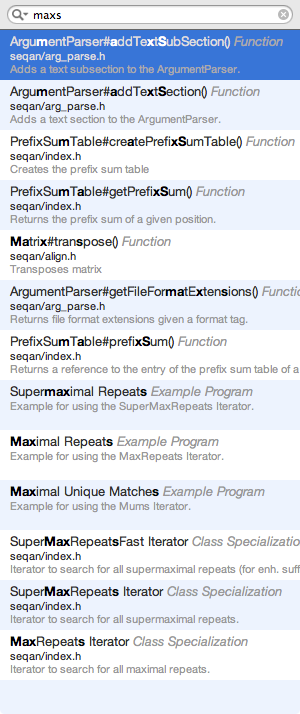 maxs
ArgumentParser#addTextSubSection() Function
seqan/arg_parse.h
Adds a text subsection to the ArgumentParser.
ArgumentParser#addTextSection() Function
seqan/arg_parse.h
Adds a text section to the ArgumentParser.
PrefixSumTable#createPrefixSumTable() Function
seqan/index.h
Creates the prefix sum table
PrefixSumTable#getPrefixSum() Function
seqan/index.h
Returns the prefix sum of a given position.
Matrix#transpose() Function
seqan/align.h
Transposes matrix
ArgumentParser#getFileFormatExtensions() Functio
seqan/arg_parse.h
Returns file format extensions given a format tag.
PrefixSumTable#prefixSum() Function
seqan/index.h
Returns a reference to the entry of the prefix sum table of a
Supermaximal Repeats Example Program
Example for using the SuperMaxRepeats Iterator.
Maximal Repeats Example Program
Example for using the MaxRepeats Iterator.
Maximal Unique Matches Example Program
Example for using the Mums Iterator.
SuperMaxRepeatsFast Iterator Class Specialization
seqan/index.h
Iterator to search for all supermaximal repeats (for enh. suff
SuperMaxRepeats Iterator Class Specialization
seqan/index.h
Iterator to search for all supermaximal repeats.
MaxRepeats Iterator Class Specialization
seqan/index.h
Iterator to search for all maximal repeats.